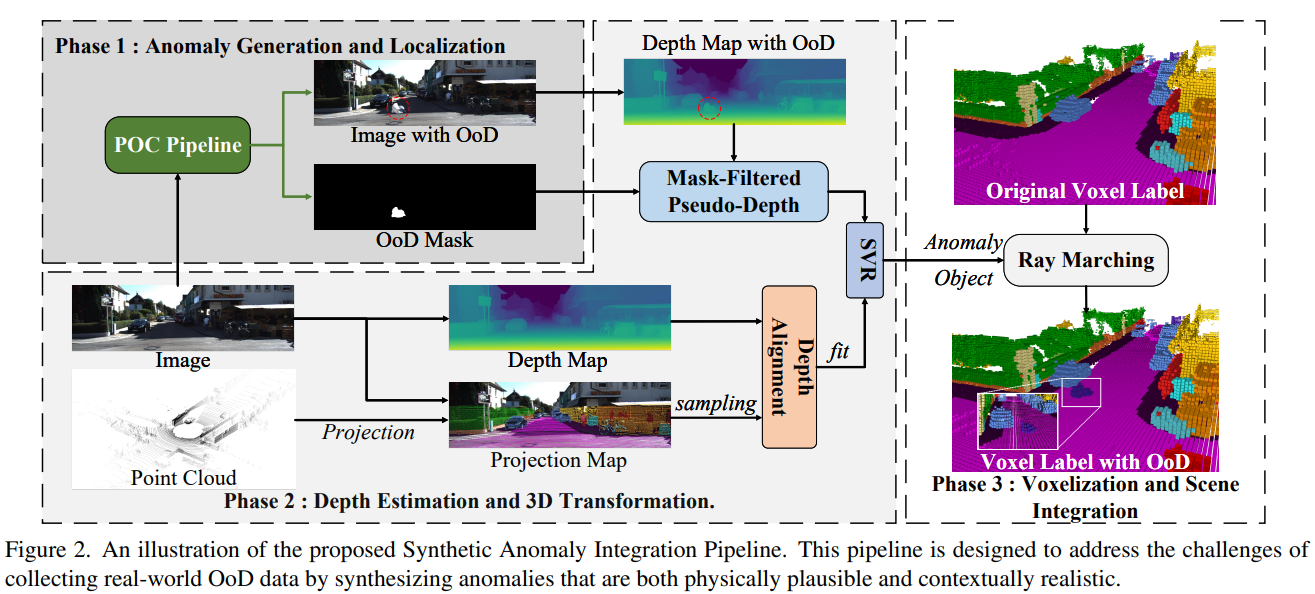 Phase 1 : Anomaly Generation and Localization
POC Pipeline
Image with OoD
OoD Mask
Depth Map with OoD
Mask-Filtered
Pseudo-Depth
SVR
Image
Point Cloud
Projection
Depth Map
Projection Map
sampling
Depth
Alignment
fit
Phase 2 : Depth Estimation and 3D Transformation.
Original Voxel Label
Anomaly
Object
Ray Marching
Voxel Label with OoD
Phase 3 : Voxelization and Scene
Integration
Figure 2. An illustration of the proposed Synthetic Anomaly Integration Pipeline. This pipeline is designed to address the challenges of
collecting real-world OoD data by synthesizing anomalies that are both physically plausible and contextually realistic.